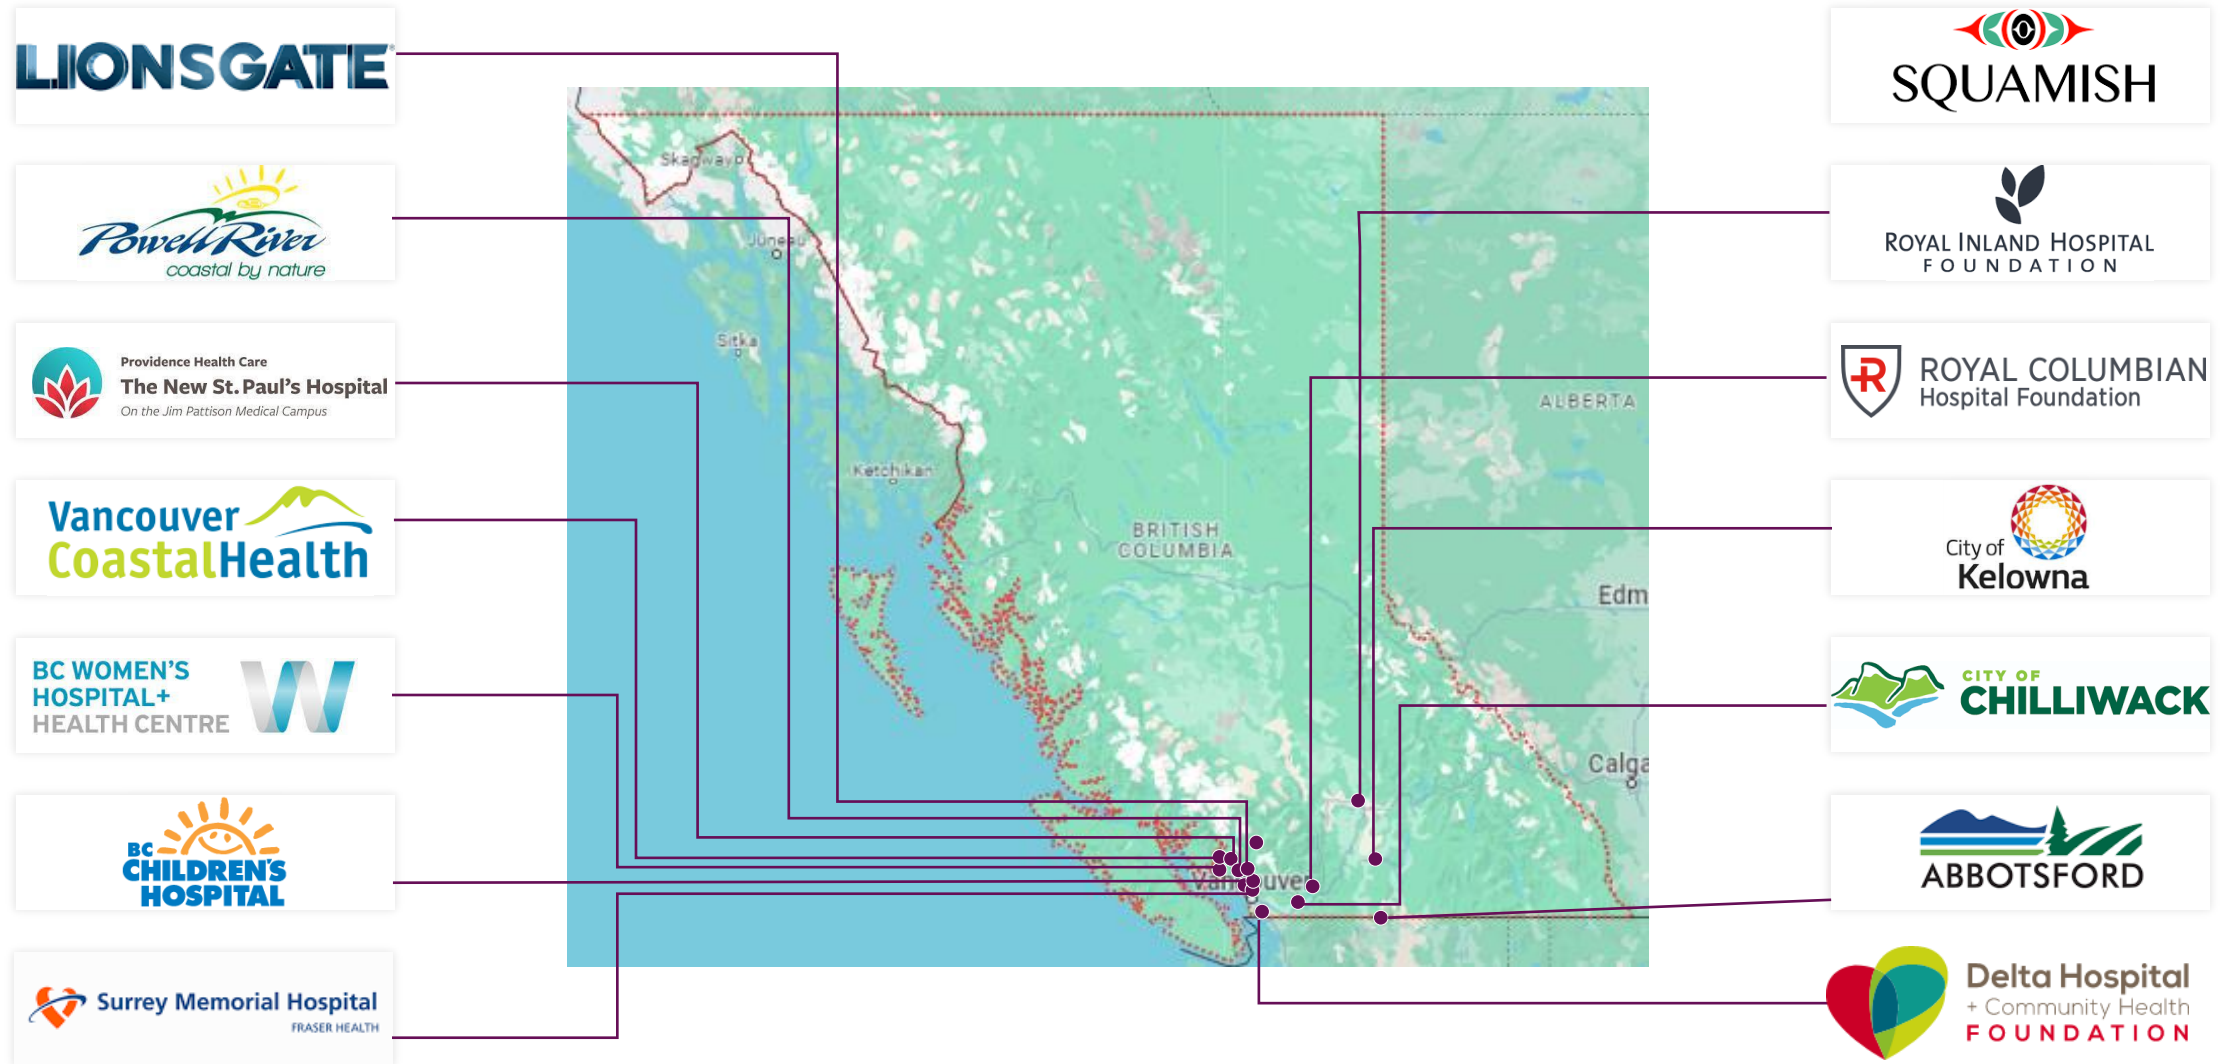 LIONSGATE
Powell River
coastal by nature
Providence Health Care
The New St. Paul's Hospital
On the Jim Pattison Medical Campus
Vancouver
CoastalHealth
BC WOMEN'S
HOSPITAL+
HEALTH CENTRE
W
BC
CHILDREN'S
HOSPITAL
Surrey Memorial Hospital
FRASER HEALTH
Skagway
Juneau
Sitka
Ketchikan
BRITISH
COLUMBIA
ALBERTA
Edm
Calga
Vancouver
SQUAMISH
ROYAL INLAND HOSPITAL
FOUNDATION
R
ROYAL COLUMBIAN
Hospital Foundation
City of
Kelowna
CITY OF
CHILLIWACK
ABBOTSFORD
Delta Hospital
+ Community Health
FOUNDATION